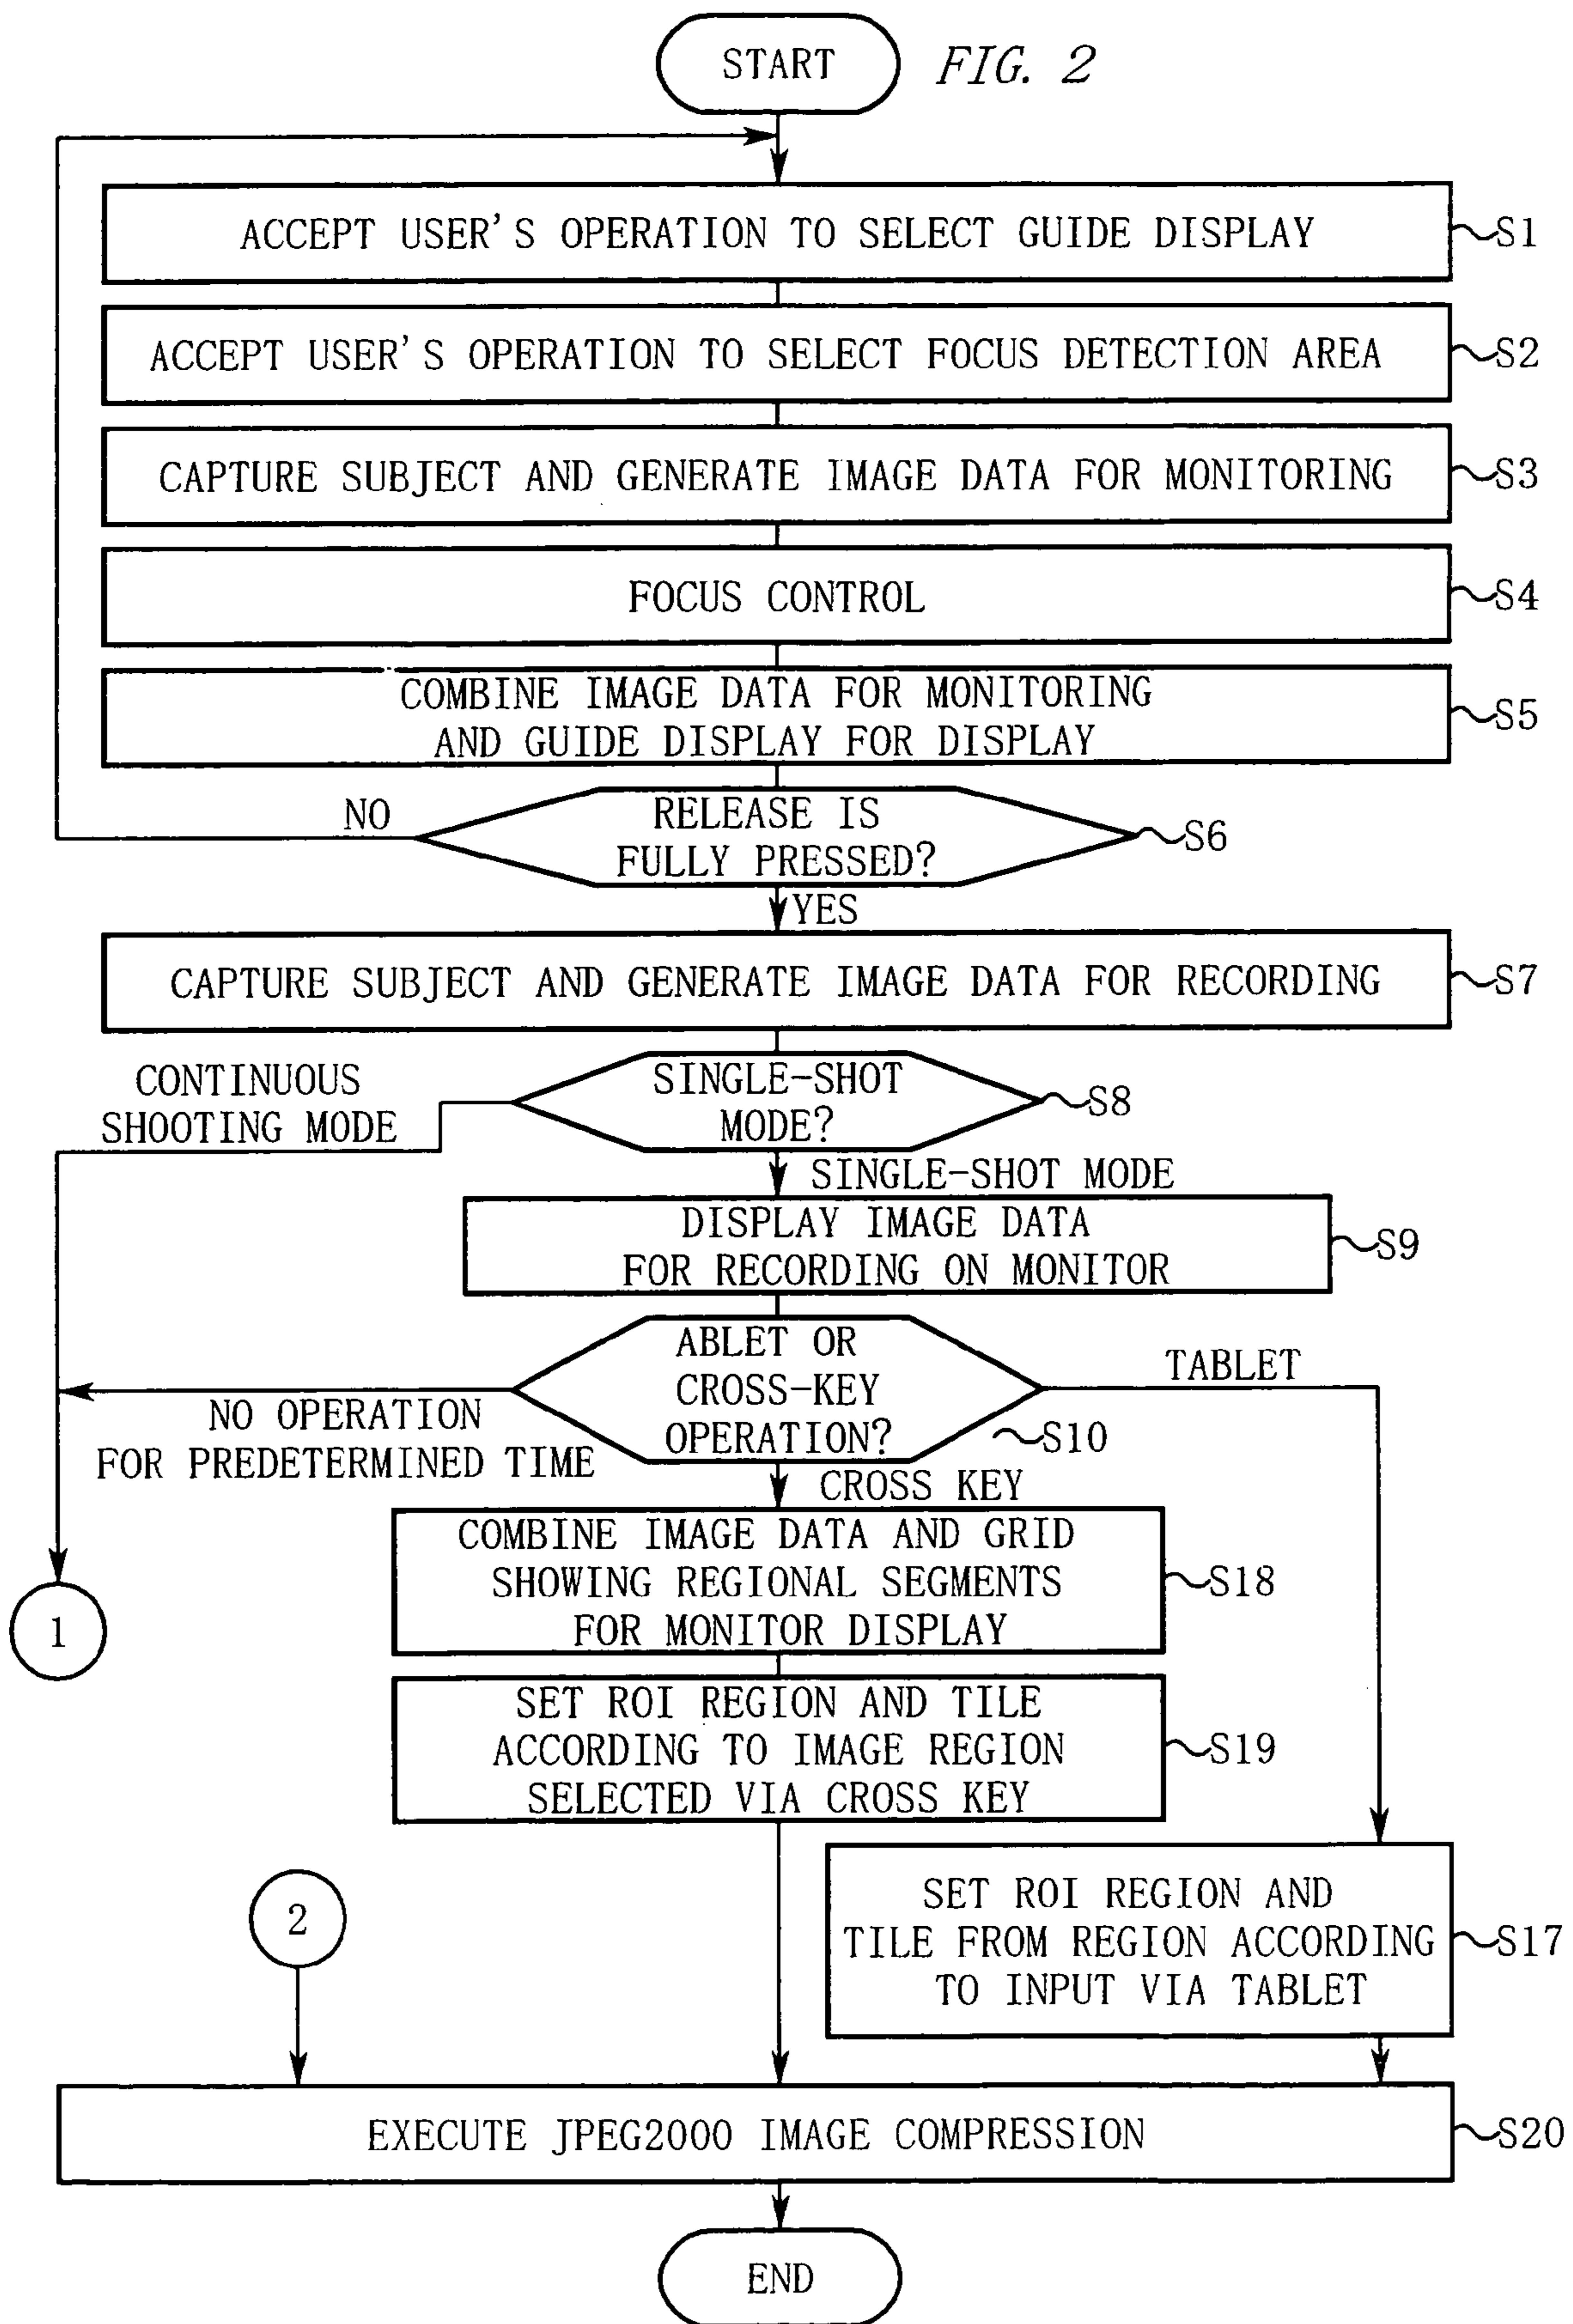 START
FIG. 2
ACCEPT USER'S OPERATION TO SELECT GUIDE DISPLAY
S1
ACCEPT USER'S OPERATION TO SELECT FOCUS DETECTION AREA
S2
CAPTURE SUBJECT AND GENERATE IMAGE DATA FOR MONITORING
S3
FOCUS CONTROL
S4
COMBINE IMAGE DATA FOR MONITORING
AND GUIDE DISPLAY FOR DISPLAY
S5
NO
RELEASE IS
FULLY PRESSED?
S6
YES
CAPTURE SUBJECT AND GENERATE IMAGE DATA FOR RECORDING
S7
CONTINUOUS
SHOOTING MODE
SINGLE-SHOT
MODE?
S8
SINGLE-SHOT MODE
DISPLAY IMAGE DATA
FOR RECORDING ON MONITOR
S9
ABLET OR
CROSS-KEY
OPERATION?
S10
TABLET
NO OPERATION
FOR PREDETERMINED TIME
CROSS KEY
COMBINE IMAGE DATA AND GRID
SHOWING REGIONAL SEGMENTS
FOR MONITOR DISPLAY
S18
1
SET ROI REGION AND TILE
ACCORDING TO IMAGE REGION
SELECTED VIA CROSS KEY
S19
2
SET ROI REGION AND
TILE FROM REGION ACCORDING
TO INPUT VIA TABLET
S17
EXECUTE JPEG2000 IMAGE COMPRESSION
S20
END